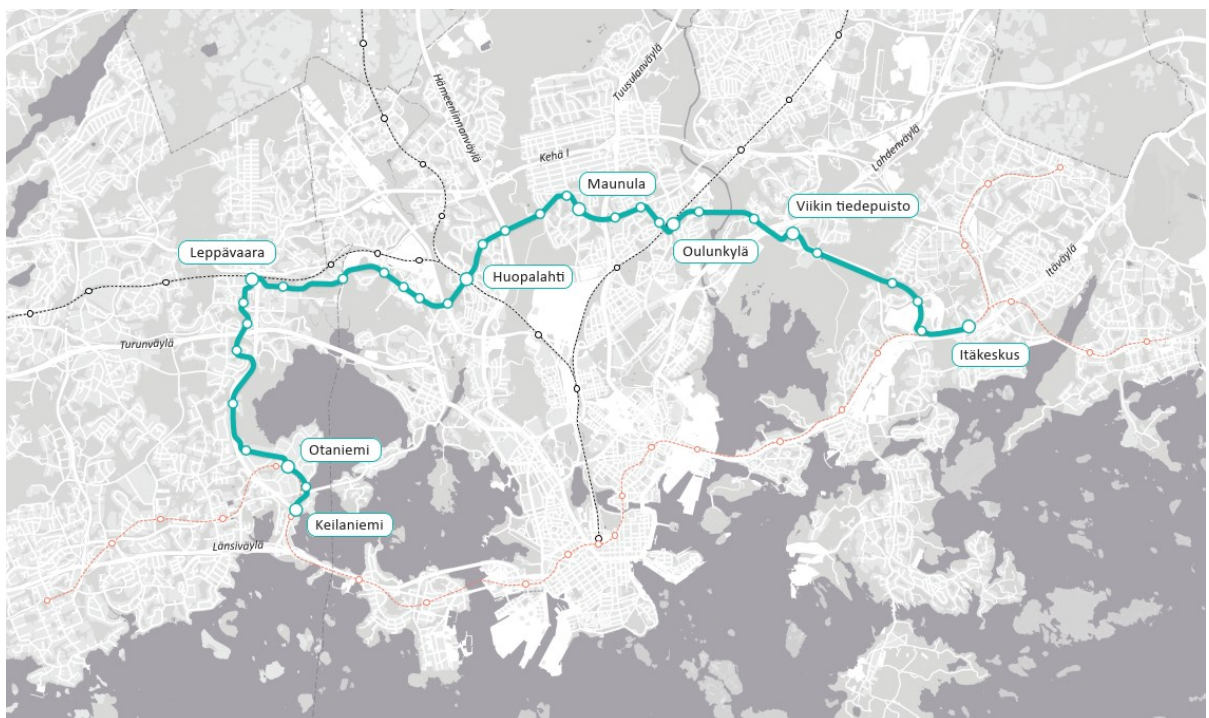 Tuusulanväylä
Hämeenlinnanväylä
Kehä I
Lahdenväylä
Maunula
Viikin tiedepuisto
Leppävaara
Oulunkylä
Huopalahti
Itäväylä
Turunväylä
Itäkeskus
Otaniemi
Keilaniemi
Länsiväylä